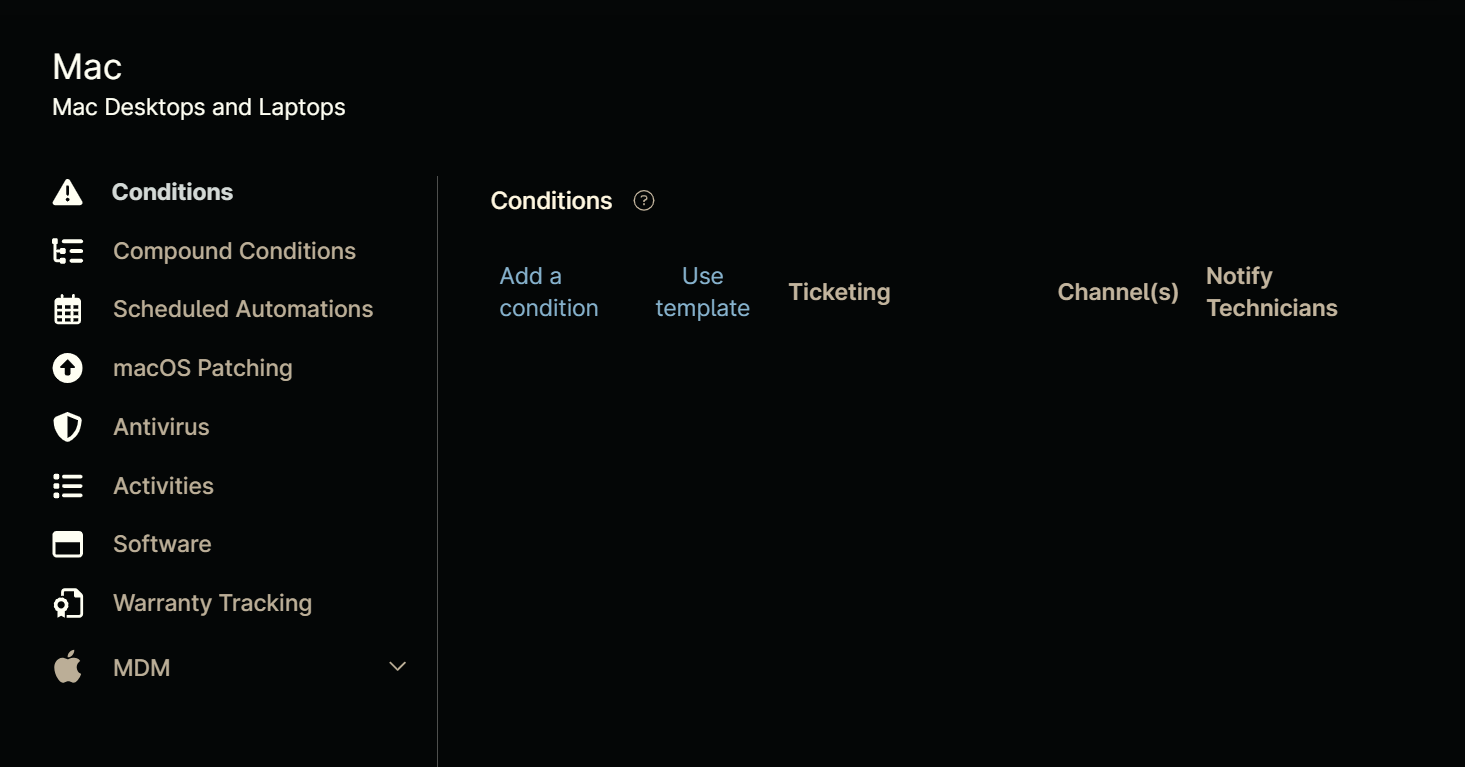 Mac
Mac Desktops and Laptops
Conditions
Compound Conditions
Scheduled Automations
macOS Patching
Antivirus
Activities
Software
Warranty Tracking
MDM
Conditions ?
Add a
condition
Use
template
Ticketing
Channel(s)
Notify
Technicians